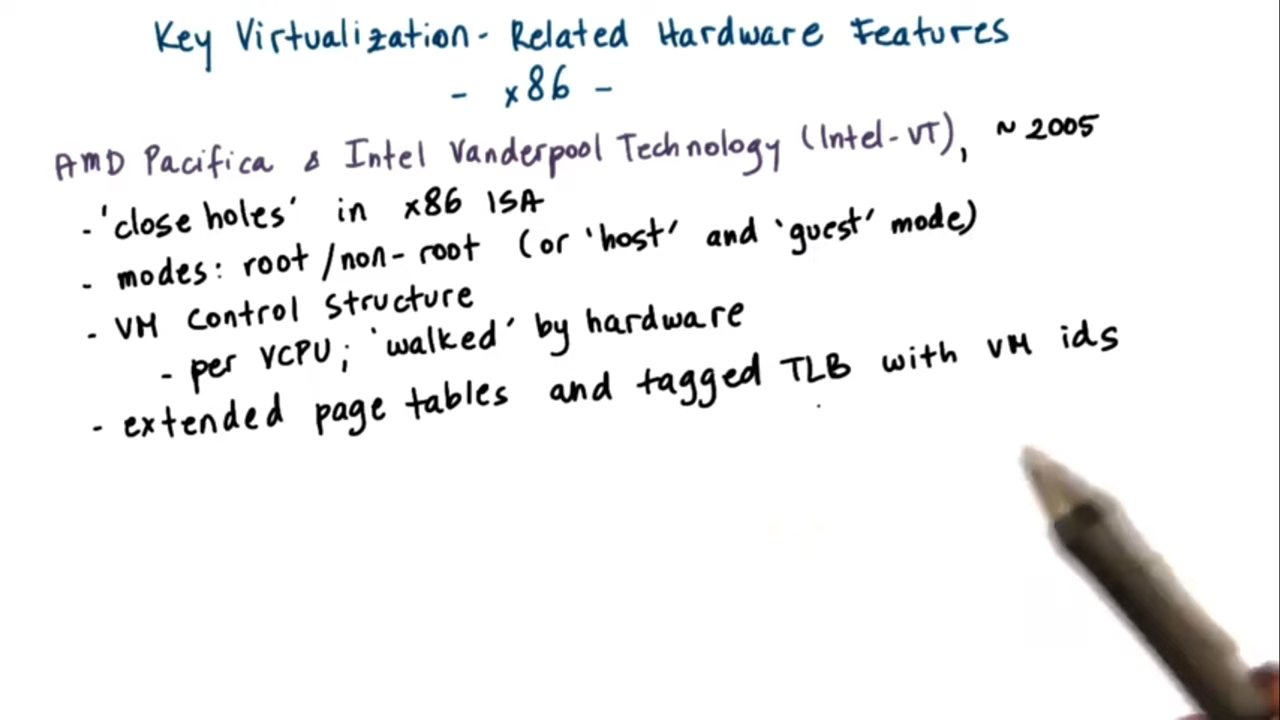 Key Virtualization - Related Hardware Features
- x86 -
AMD Pacifica & Intel Vanderpool Technology (Intel-VT), ~ 2005
- 'close holes' in x86 ISA
- modes: root/non-root (or 'host' and 'guest' mode)
- VM Control Structure
- per VCPU; 'walked' by hardware
- extended page tables and tagged TLB with VM ids